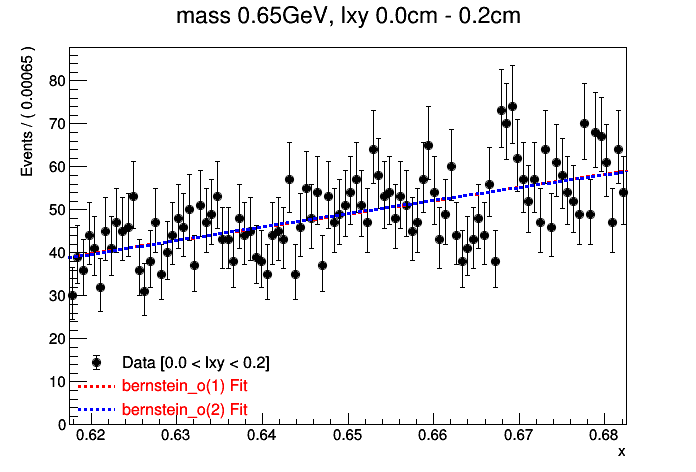 mass 0.65GeV, lxy 0.0cm - 0.2cm
Events / ( 0.00065 )
80
70
60
50
40
30
20
10
0
Data [0.0 < lxy < 0.2]
bernstein_o(1) Fit
bernstein_o(2) Fit
0.62 0.63 0.64 0.65 0.66 0.67 0.68
x